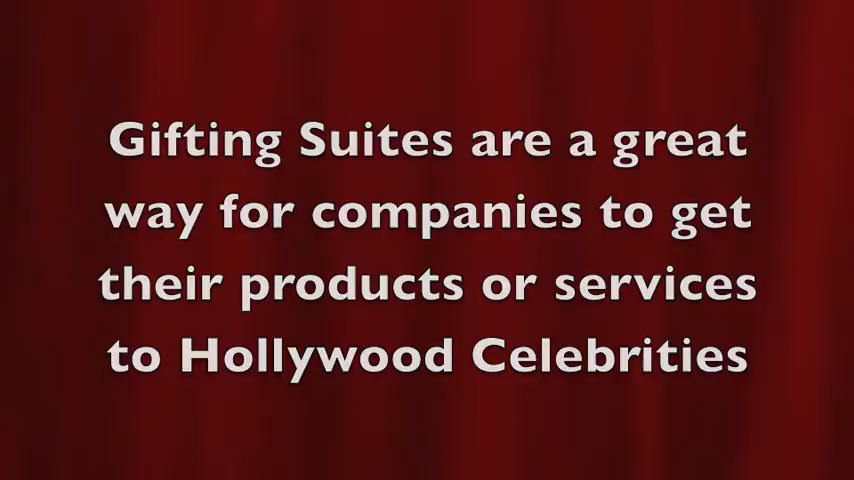 Gifting Suites are a great
way for companies to get
their products or services
to Hollywood Celebrities